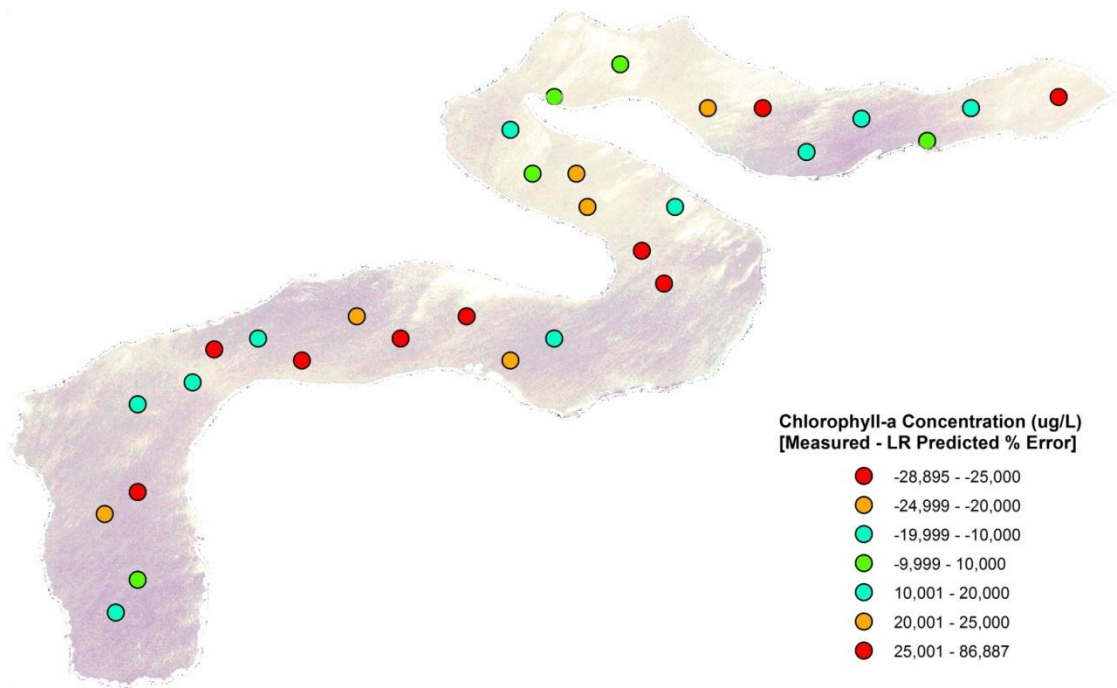 Chlorophyll-a Concentration (ug/L)
[Measured - LR Predicted % Error]
-28,895 - -25,000
-24,999 - -20,000
-19,999 - -10,000
-9,999 - 10,000
10,001 - 20,000
20,001 - 25,000
25,001 - 86,887